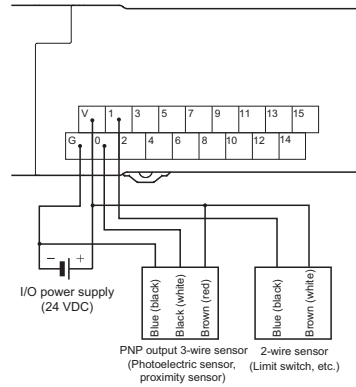 V 1 3 5 7 9 11 13 15
G 0 2 4 6 8 10 12 14
− +
I/O power supply
(24 VDC)
Blue (black)
Black (white)
Brown (red)
PNP output 3-wire sensor
(Photoelectric sensor,
proximity sensor)
Blue (black)
Brown (white)
2-wire sensor
(Limit switch, etc.)